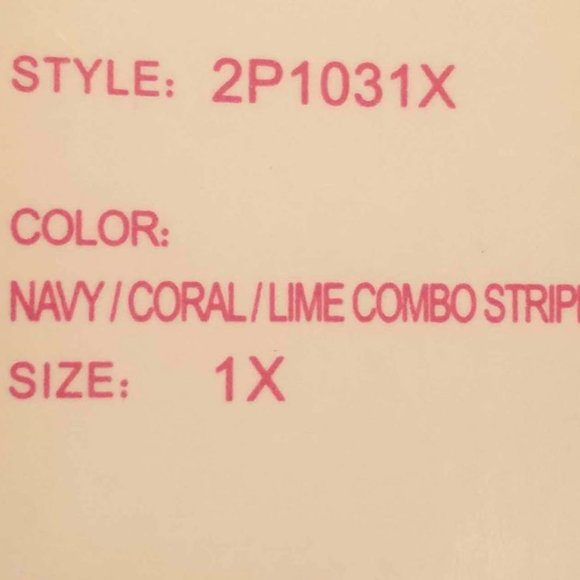 STYLE: 2P1031X
COLOR:
NAVY/CORAL/LIME COMBO STRIP
SIZE: 1X